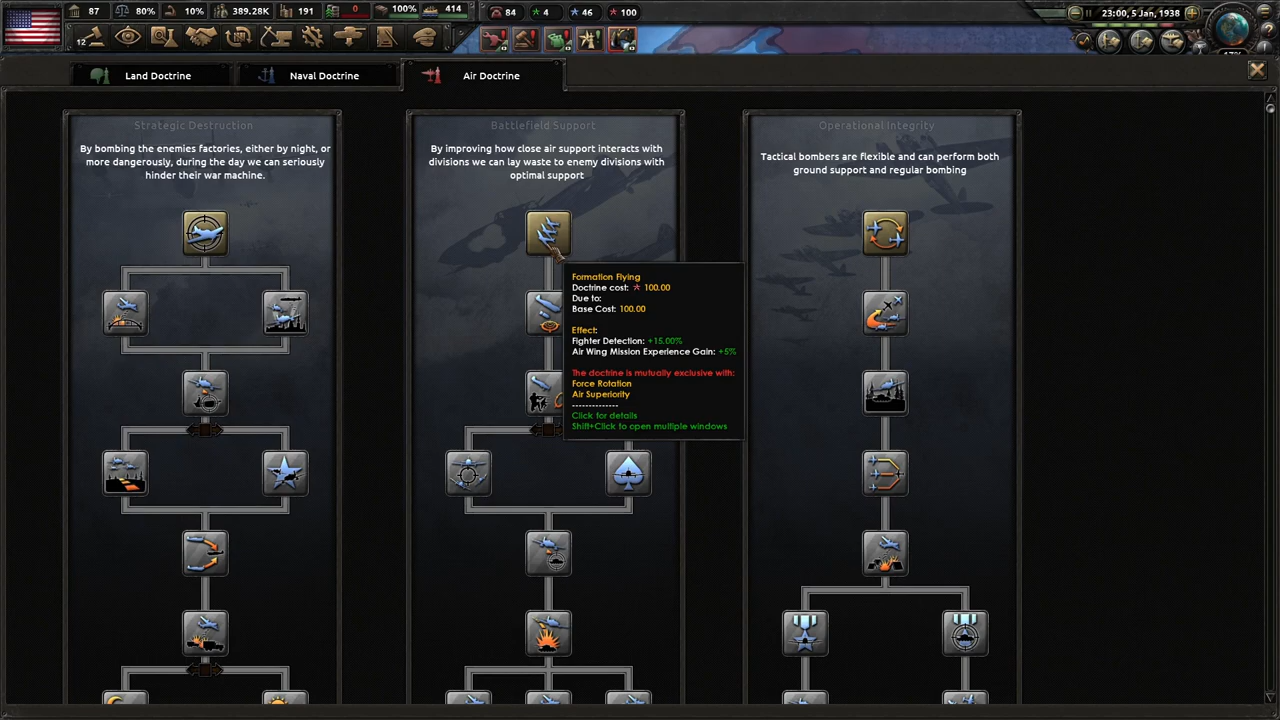 87 80% 10% 389.28K 191 0 100% 414 84 4 46 100 23:00, 5 Jan, 1938
12
Land Doctrine Naval Doctrine Air Doctrine
Strategic Destruction
By bombing the enemies factories, either by night, or
more dangerously, during the day we can seriously
hinder their war machine.
Battlefield Support
By improving how close air support interacts with
divisions we can lay waste to enemy divisions with
optimal support
Operational Integrity
Tactical bombers are flexible and can perform both
ground support and regular bombing
Formation Flying
Doctrine cost: 100.00
Due to:
Base Cost: 100.00
Effect:
Fighter Detection: +15.00%
Air Wing Mission Experience Gain: +5%
The doctrine is mutually exclusive with:
Force Rotation
Air Superiority
--------------
Click for details
Shift+Click to open multiple windows